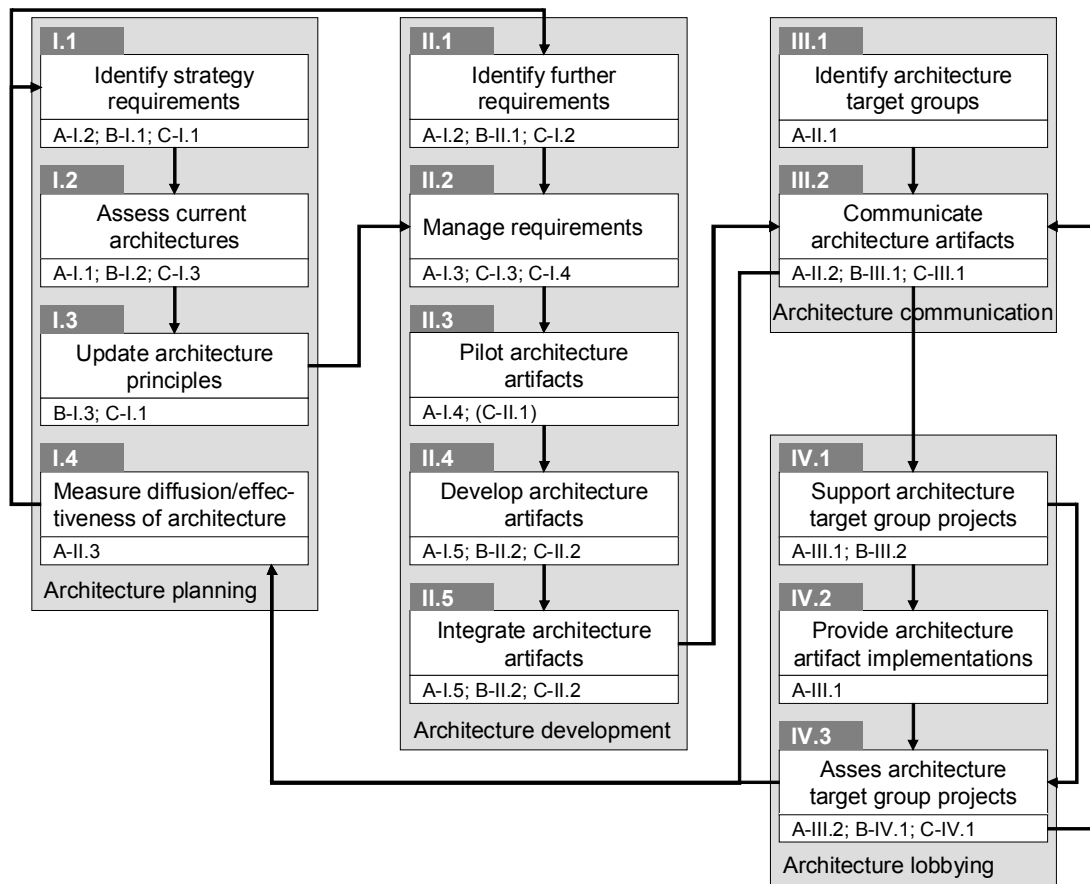 I.1
Identify strategy
requirements
A-I.2; B-I.1; C-I.1
I.2
Assess current
architectures
A-I.1; B-I.2; C-I.3
I.3
Update architecture
principles
B-I.3; C-I.1
I.4
Measure diffusion/effec-
tiveness of architecture
A-II.3
Architecture planning
II.1
Identify further
requirements
A-I.2; B-II.1; C-I.2
II.2
Manage requirements
A-I.3; C-I.3; C-I.4
II.3
Pilot architecture
artifacts
A-I.4; (C-II.1)
II.4
Develop architecture
artifacts
A-I.5; B-II.2; C-II.2
II.5
Integrate architecture
artifacts
A-I.5; B-II.2; C-II.2
Architecture development
III.1
Identify architecture
target groups
A-II.1
III.2
Communicate
architecture artifacts
A-II.2; B-III.1; C-III.1
Architecture communication
IV.1
Support architecture
target group projects
A-III.1; B-III.2
IV.2
Provide architecture
artifact implementations
A-III.1
IV.3
Asses architecture
target group projects
A-III.2; B-IV.1; C-IV.1
Architecture lobbying